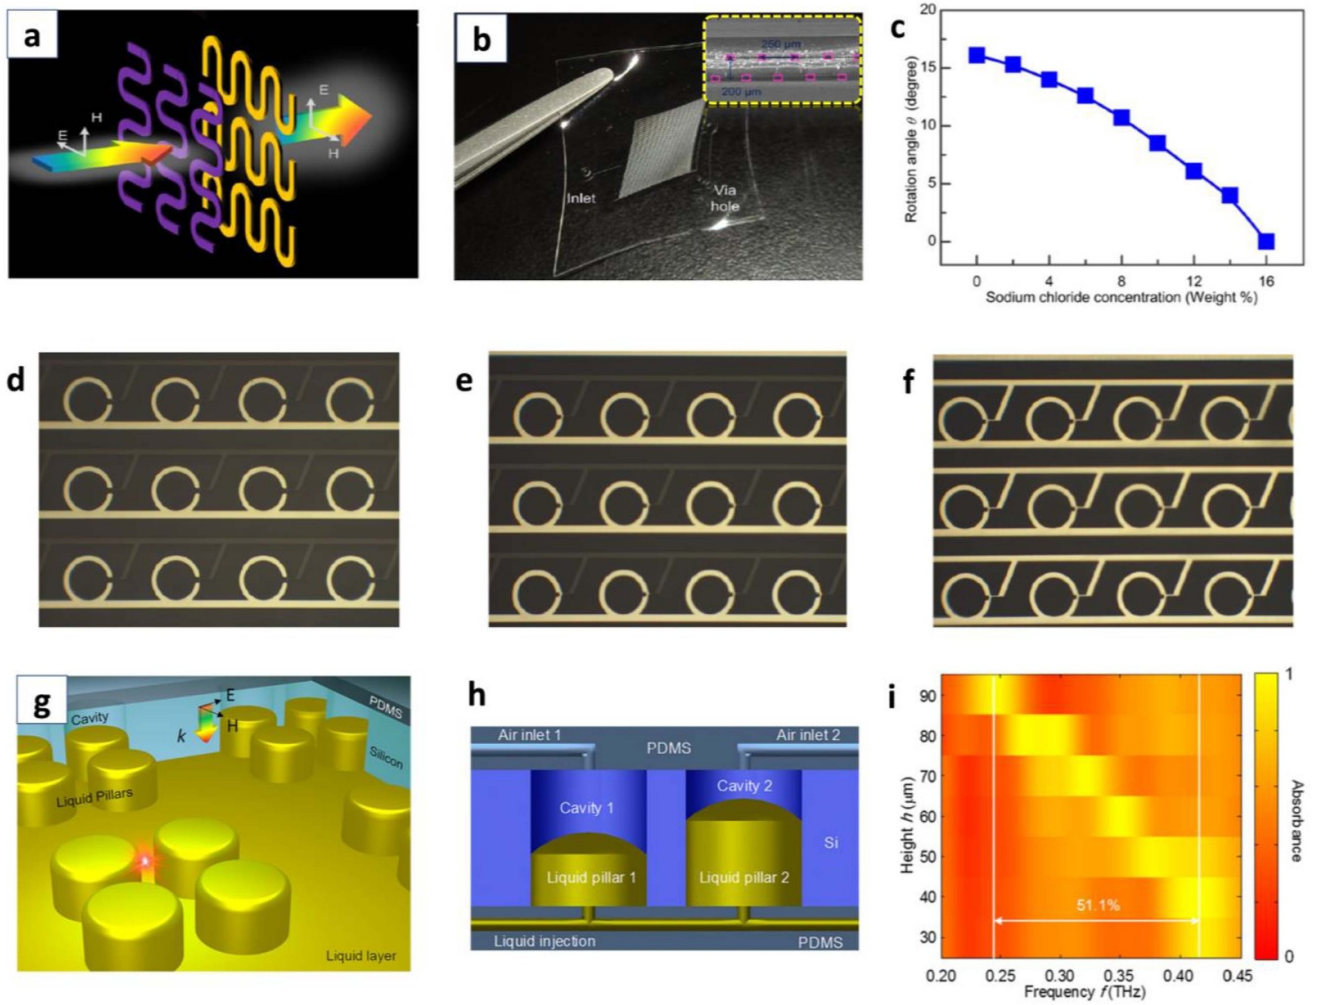 a
E
H
E
H
b
250 μm
200 μm
Inlet
Via
hole
c
Rotation angle θ (degree)
20
15
10
5
0
0 4 8 12 16
Sodium chloride concentration (Weight %)
d
e
f
g
Cavity
E
H
k
PDMS
Silicon
Liquid Pillars
Liquid layer
h
Air inlet 1
PDMS
Air inlet 2
Cavity 1
Cavity 2
Si
Liquid pillar 1
Liquid pillar 2
Liquid injection
PDMS
i
Height h (μm)
90
80
70
60
50
40
30
51.1%
0.20 0.25 0.30 0.35 0.40 0.45
Frequency f (THz)
1
Absorbance
0